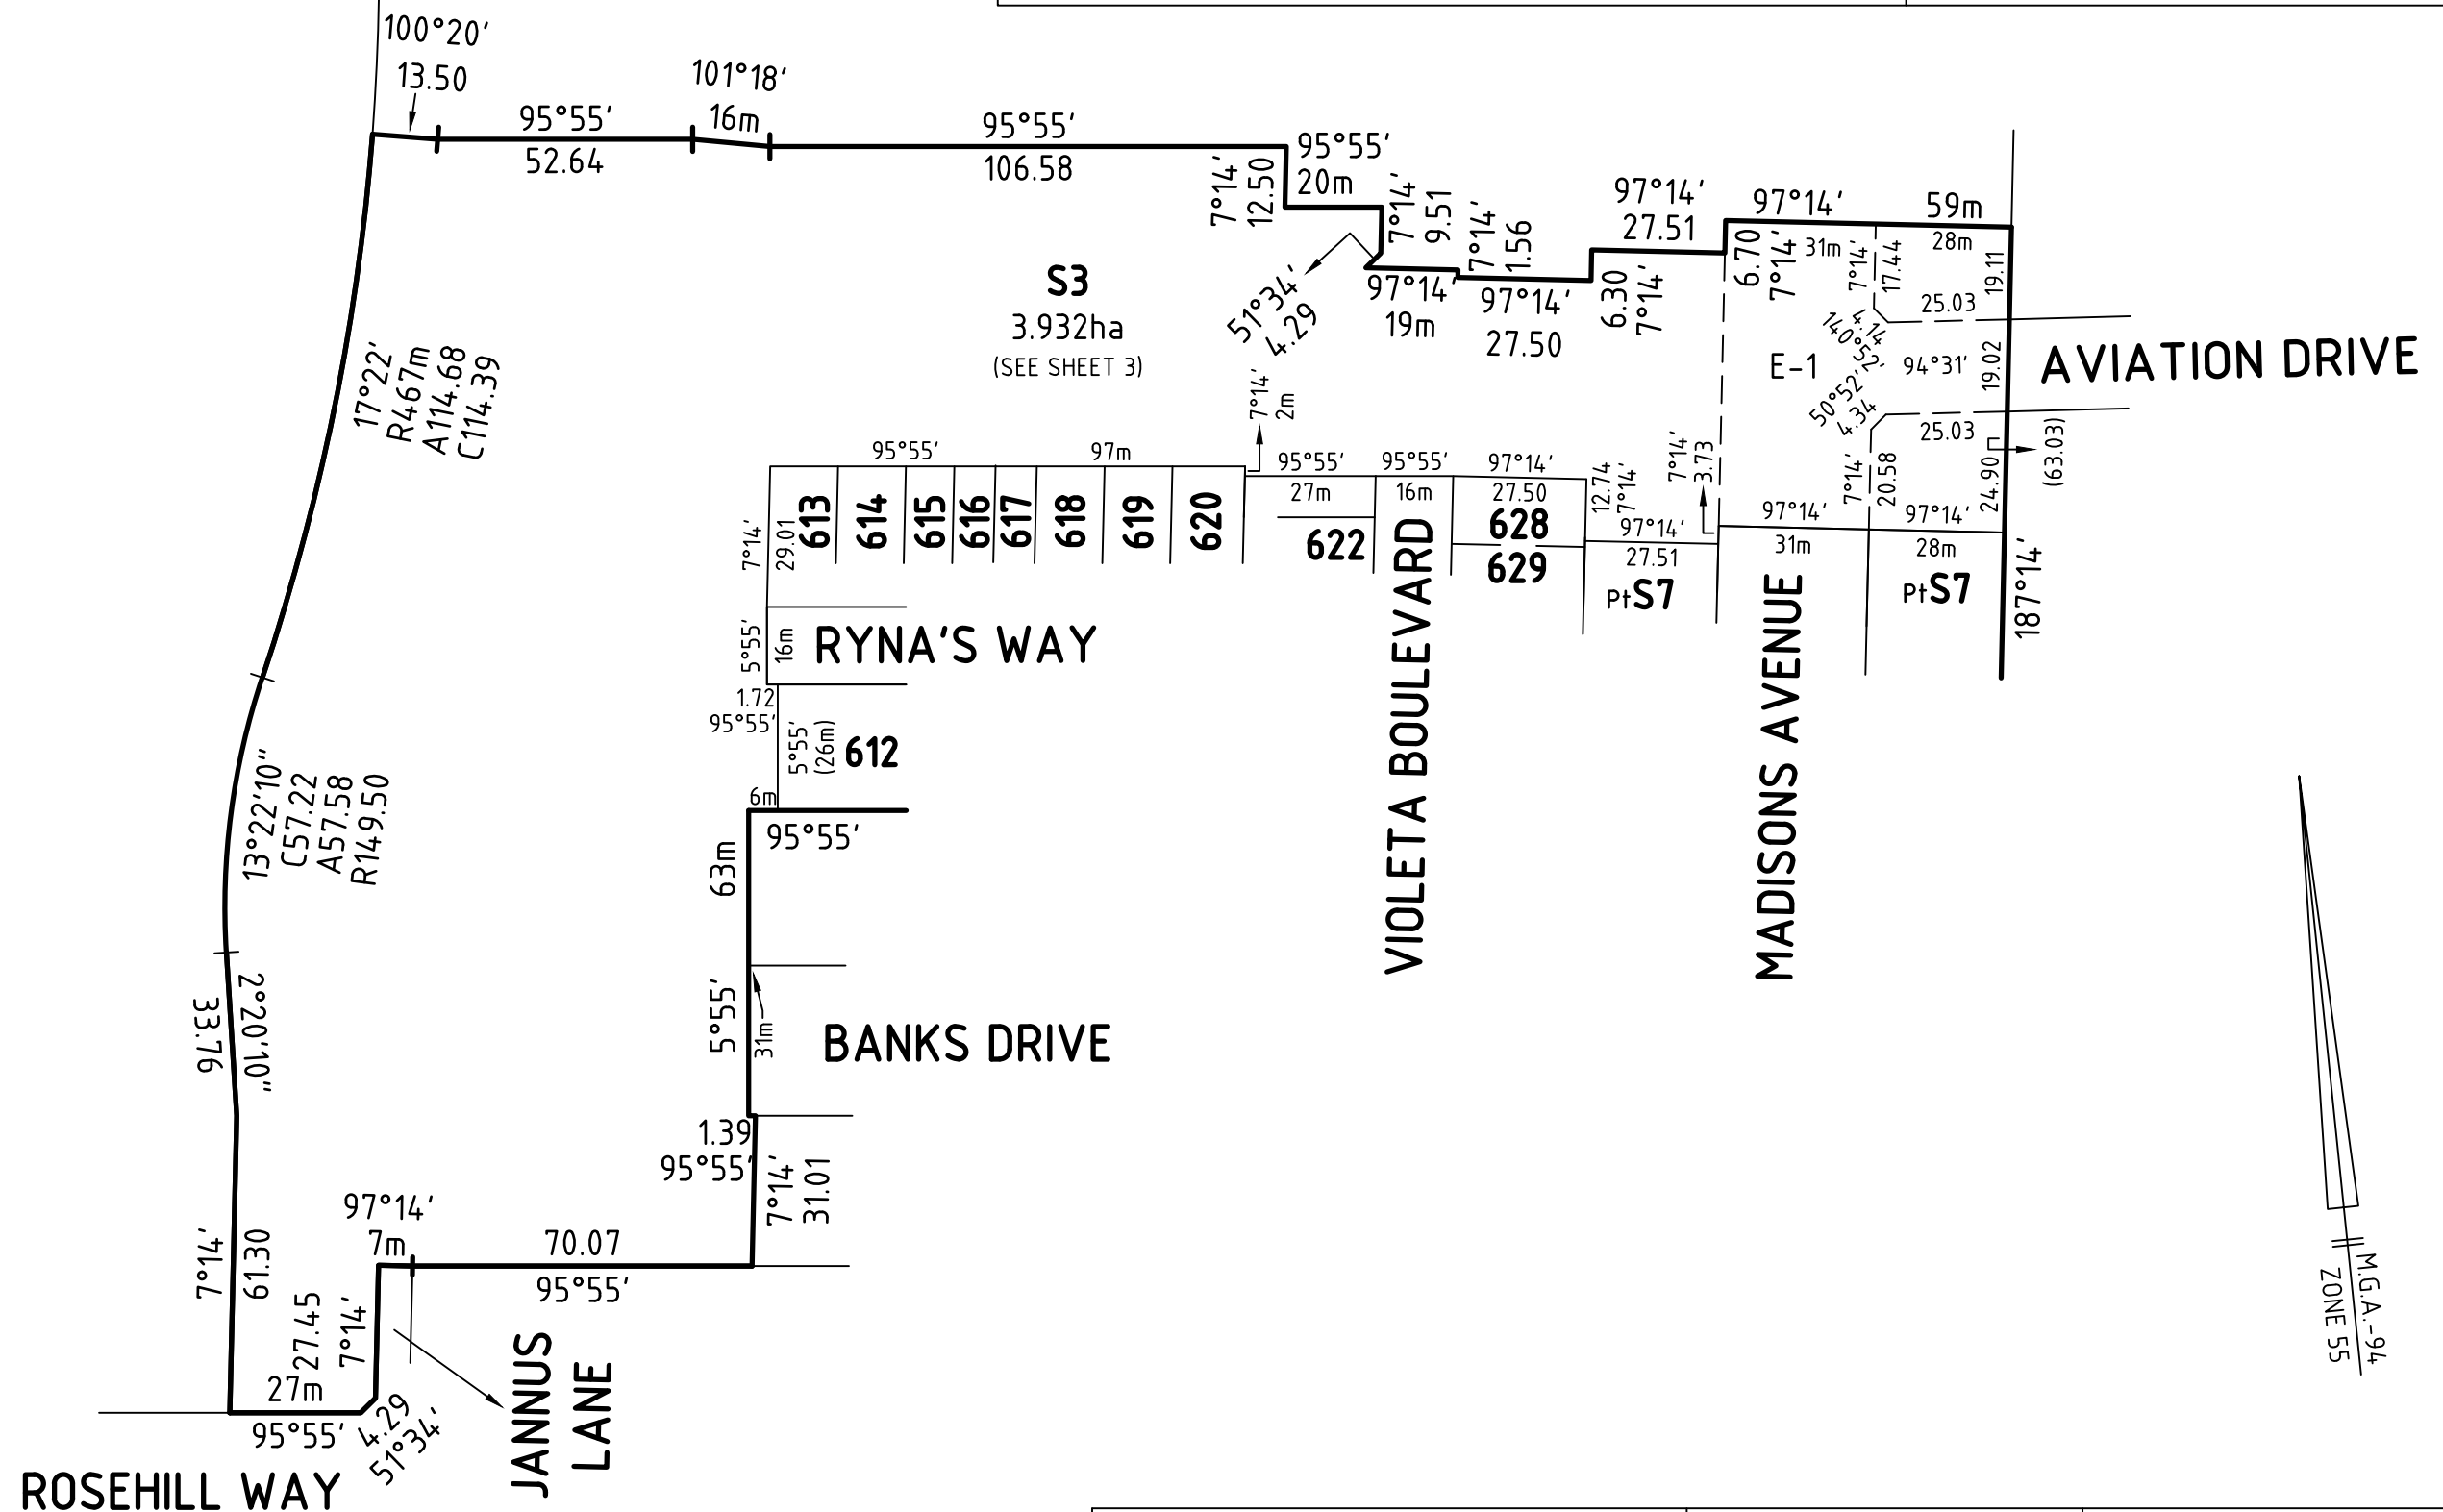 100°20'
13.50
95°55'
52.64
101°18'
16m
95°55'
106.58
7°14'
12.50
95°55'
20m
7°14'
9.51
7°14'
1.56
97°14'
27.51
97°14'
59m
51°34'
4.29
97°14'
19m
97°14'
27.50
6.30
7°14'
6.70
7°14'
31m
7°14'
17.44
28m
19.11
25.03
4.14
140°52'
E-1
94°31'
19.02
50°52'
4.34
25.03
AVIATION DRIVE
S3
3.932ha
(SEE SHEET 3)
17°22'
R467m
A114.68
C114.39
7°14'
2m
95°55'
97m
95°55'
27m
95°55'
16m
97°14'
27.50
12.74
7°14'
7°14'
3.73
7°14'
20.58
24.90
(63.03)
613
614
615
616
617
618
619
620
622
628
629
97°14'
27.51
PtS7
97°14'
31m
97°14'
28m
PtS7
187°14'
7°14'
29.01
5°55'
16m
RYNA'S WAY
1.72
95°55'
5°55'
(26m)
612
6m
95°55'
63m
VIOLETA BOULEVARD
MADISONS AVENUE
13°22'10"
C57.22
A57.58
R149.50
33.76
2°20'10"
5°55'
31m
BANKS DRIVE
1.39
95°55'
7°14'
31.01
97°14'
7m
70.07
95°55'
7°14'
61.30
27.45
7°14'
27m
95°55'
4.29
51°34'
JANNUS
LANE
ROSEHILL WAY
M.G.A.-94
ZONE 55